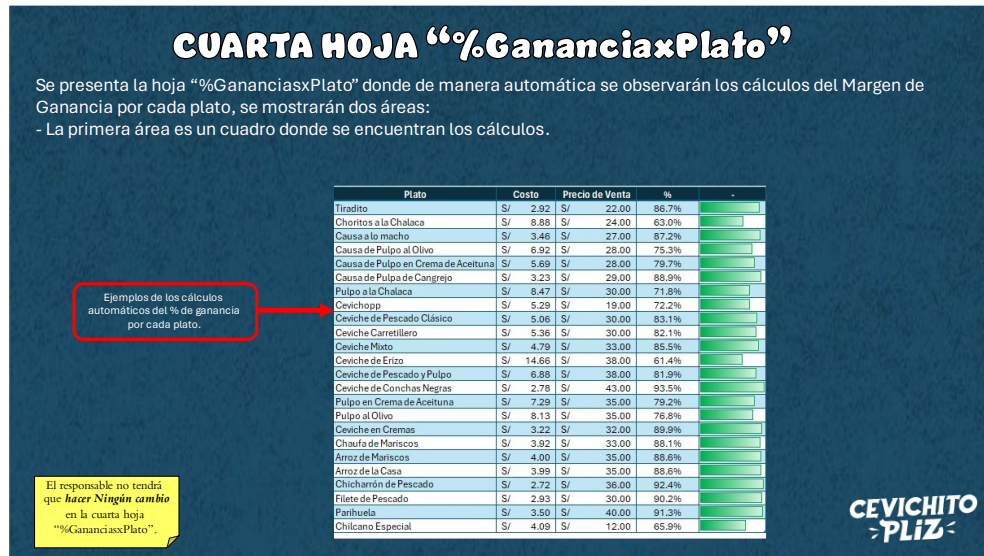 CUARTA HOJA “%GananciaxPlato”
Se presenta la hoja “%GananciasxPlato” donde de manera automática se observarán los cálculos del Margen de
Ganancia por cada plato, se mostrarán dos áreas:
- La primera área es un cuadro donde se encuentran los cálculos.
Plato Costo Precio de Venta % -
Tiradito S/ 2.92 S/ 22.00 86.7%
Choritos a la Chalaca S/ 8.88 S/ 24.00 63.0%
Causa a lo macho S/ 3.46 S/ 27.00 87.2%
Causa de Pulpo al Olivo S/ 6.92 S/ 28.00 75.3%
Causa de Pulpo en Crema de Aceituna S/ 5.69 S/ 28.00 79.7%
Causa de Pulpa de Cangrejo S/ 3.23 S/ 29.00 88.9%
Pulpo a la Chalaca S/ 8.47 S/ 30.00 71.8%
Cevichopp S/ 5.29 S/ 19.00 72.2%
Ceviche de Pescado Clásico S/ 5.06 S/ 30.00 83.1%
Ceviche Carretillero S/ 5.36 S/ 30.00 82.1%
Ceviche Mixto S/ 4.79 S/ 33.00 85.5%
Ceviche de Erizo S/ 14.66 S/ 38.00 61.4%
Ceviche de Pescado y Pulpo S/ 6.88 S/ 38.00 81.9%
Ceviche de Conchas Negras S/ 2.78 S/ 43.00 93.5%
Pulpo en Crema de Aceituna S/ 7.29 S/ 35.00 79.2%
Pulpo al Olivo S/ 8.13 S/ 35.00 76.8%
Ceviche en Cremas S/ 3.22 S/ 32.00 89.9%
Chaufa de Mariscos S/ 3.92 S/ 33.00 88.1%
Arroz de Mariscos S/ 4.00 S/ 35.00 88.6%
Arroz de la Casa S/ 3.99 S/ 35.00 88.6%
Chicharrón de Pescado S/ 2.72 S/ 36.00 92.4%
Filete de Pescado S/ 2.93 S/ 30.00 90.2%
Parihuela S/ 3.50 S/ 40.00 91.3%
Chilcano Especial S/ 4.09 S/ 12.00 65.9%
Ejemplos de los cálculos
automáticos del % de ganancia
por cada plato.
El responsable no tendrá
que hacer Ningún cambio
en la cuarta hoja
“%GananciasxPlato”.
CEVICHITO
PLIZ